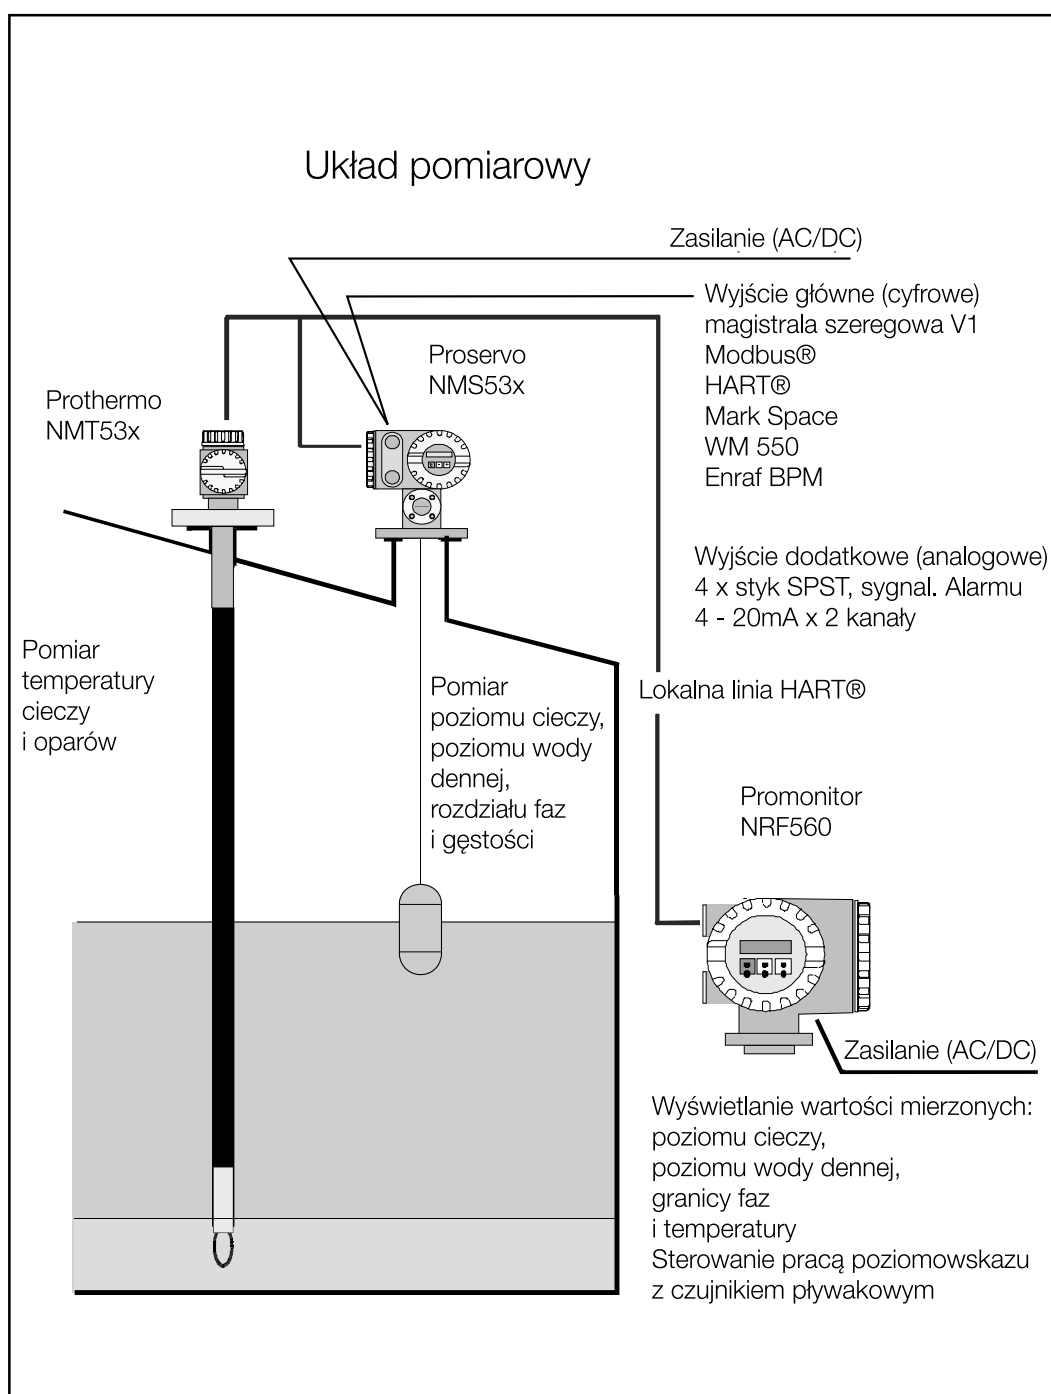 Układ pomiarowy
Zasilanie (AC/DC)
Wyjście główne (cyfrowe)
magistrala szeregowa V1
Modbus®
HART®
Mark Space
WM 550
Enraf BPM
Proservo
NMS53x
Prothermo
NMT53x
Wyjście dodatkowe (analogowe)
4 x styk SPST, sygnal. Alarmu
4 - 20mA x 2 kanały
Pomiar
temperatury
cieczy
i oparów
Pomiar
poziomu cieczy,
poziomu wody
dennej,
rozdziału faz
i gęstości
Lokalna linia HART®
Promonitor
NRF560
Zasilanie (AC/DC)
Wyświetlanie wartości mierzonych:
poziomu cieczy,
poziomu wody dennej,
granicy faz
i temperatury
Sterowanie pracą poziomowskazu
z czujnikiem pływakowym